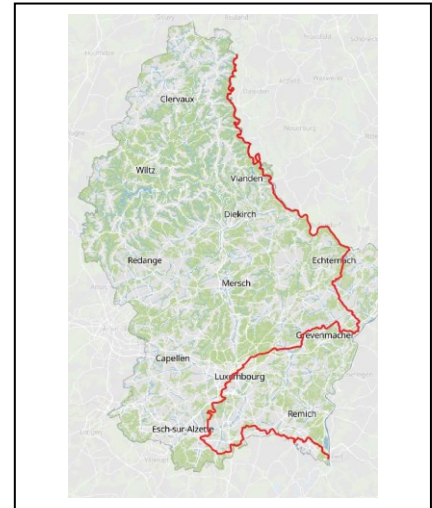 Clervaux
Wiltz
Vianden
Diekirch
Redange
Echternach
Mersch
Grevenmacher
Capellen
Luxembourg
Remich
Esch-sur-Alzette